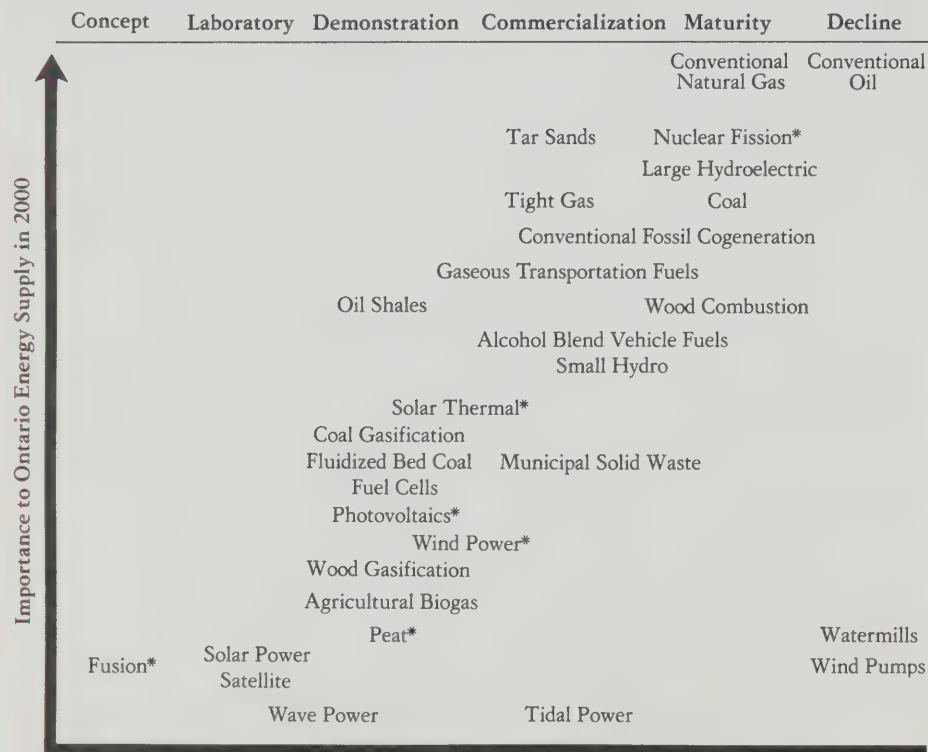 Concept Laboratory Demonstration Commercialization Maturity Decline
Conventional Conventional
Natural Gas Oil
Tar Sands Nuclear Fission*
Large Hydroelectric
Tight Gas Coal
Conventional Fossil Cogeneration
Gaseous Transportation Fuels
Oil Shales Wood Combustion
Alcohol Blend Vehicle Fuels
Small Hydro
Solar Thermal*
Coal Gasification
Fluidized Bed Coal Municipal Solid Waste
Fuel Cells
Photovoltaics*
Wind Power*
Wood Gasification
Agricultural Biogas
Peat* Watermills
Fusion* Solar Power Wind Pumps
Satellite
Wave Power Tidal Power
Importance to Ontario Energy Supply in 2000